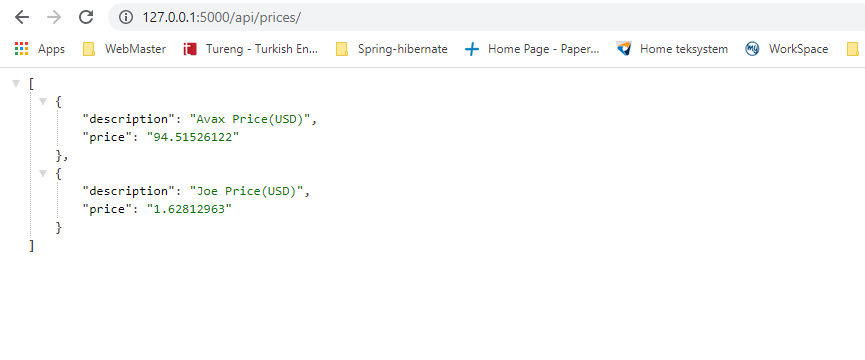 127.0.0.1:5000/api/prices/
Apps WebMaster Tureng - Turkish En... Spring-hibernate Home Page - Paper... Home teksystem my WorkSpace
[
{
"description": "Avax Price(USD)",
"price": "94.51526122"
},
{
"description": "Joe Price(USD)",
"price": "1.62812963"
}
]